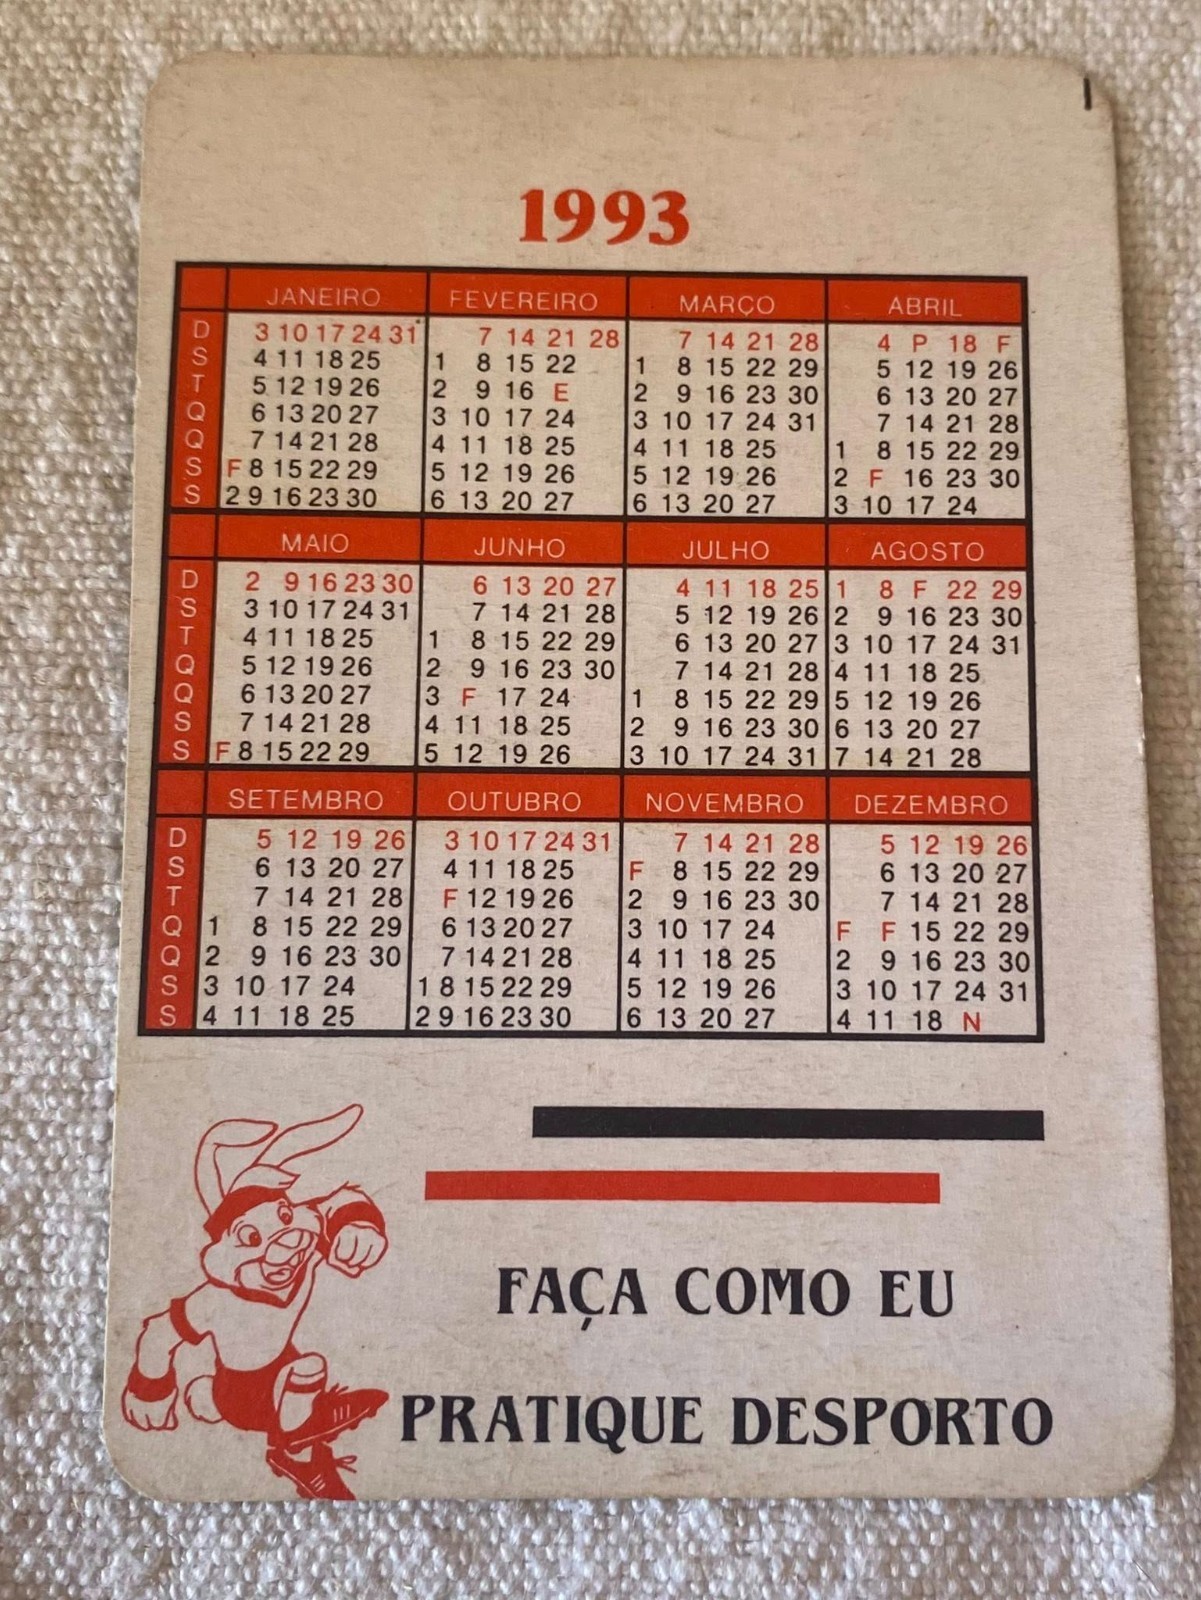 1993
JANEIRO FEVEREIRO MARÇO ABRIL
D 3 10 17 24 31 7 14 21 28 7 14 21 28 4 P 18 F
S 4 11 18 25 1 8 15 22 1 8 15 22 29 5 12 19 26
T 5 12 19 26 2 9 16 E 2 9 16 23 30 6 13 20 27
Q 6 13 20 27 3 10 17 24 3 10 17 24 31 7 14 21 28
Q 7 14 21 28 4 11 18 25 4 11 18 25 1 8 15 22 29
S F 8 15 22 29 5 12 19 26 5 12 19 26 2 F 16 23 30
S 2 9 16 23 30 6 13 20 27 6 13 20 27 3 10 17 24
MAIO JUNHO JULHO AGOSTO
D 2 9 16 23 30 6 13 20 27 4 11 18 25 1 8 F 22 29
S 3 10 17 24 31 7 14 21 28 5 12 19 26 2 9 16 23 30
T 4 11 18 25 1 8 15 22 29 6 13 20 27 3 10 17 24 31
Q 5 12 19 26 2 9 16 23 30 7 14 21 28 4 11 18 25
Q 6 13 20 27 3 F 17 24 1 8 15 22 29 5 12 19 26
S 7 14 21 28 4 11 18 25 2 9 16 23 30 6 13 20 27
S F 8 15 22 29 5 12 19 26 3 10 17 24 31 7 14 21 28
SETEMBRO OUTUBRO NOVEMBRO DEZEMBRO
D 5 12 19 26 3 10 17 24 31 7 14 21 28 5 12 19 26
S 6 13 20 27 4 11 18 25 F 8 15 22 29 6 13 20 27
T 7 14 21 28 F 12 19 26 2 9 16 23 30 7 14 21 28
Q 1 8 15 22 29 6 13 20 27 3 10 17 24 F F 15 22 29
Q 2 9 16 23 30 7 14 21 28 4 11 18 25 2 9 16 23 30
S 3 10 17 24 1 8 15 22 29 5 12 19 26 3 10 17 24 31
S 4 11 18 25 2 9 16 23 30 6 13 20 27 4 11 18 N
FAÇA COMO EU
PRATIQUE DESPORTO